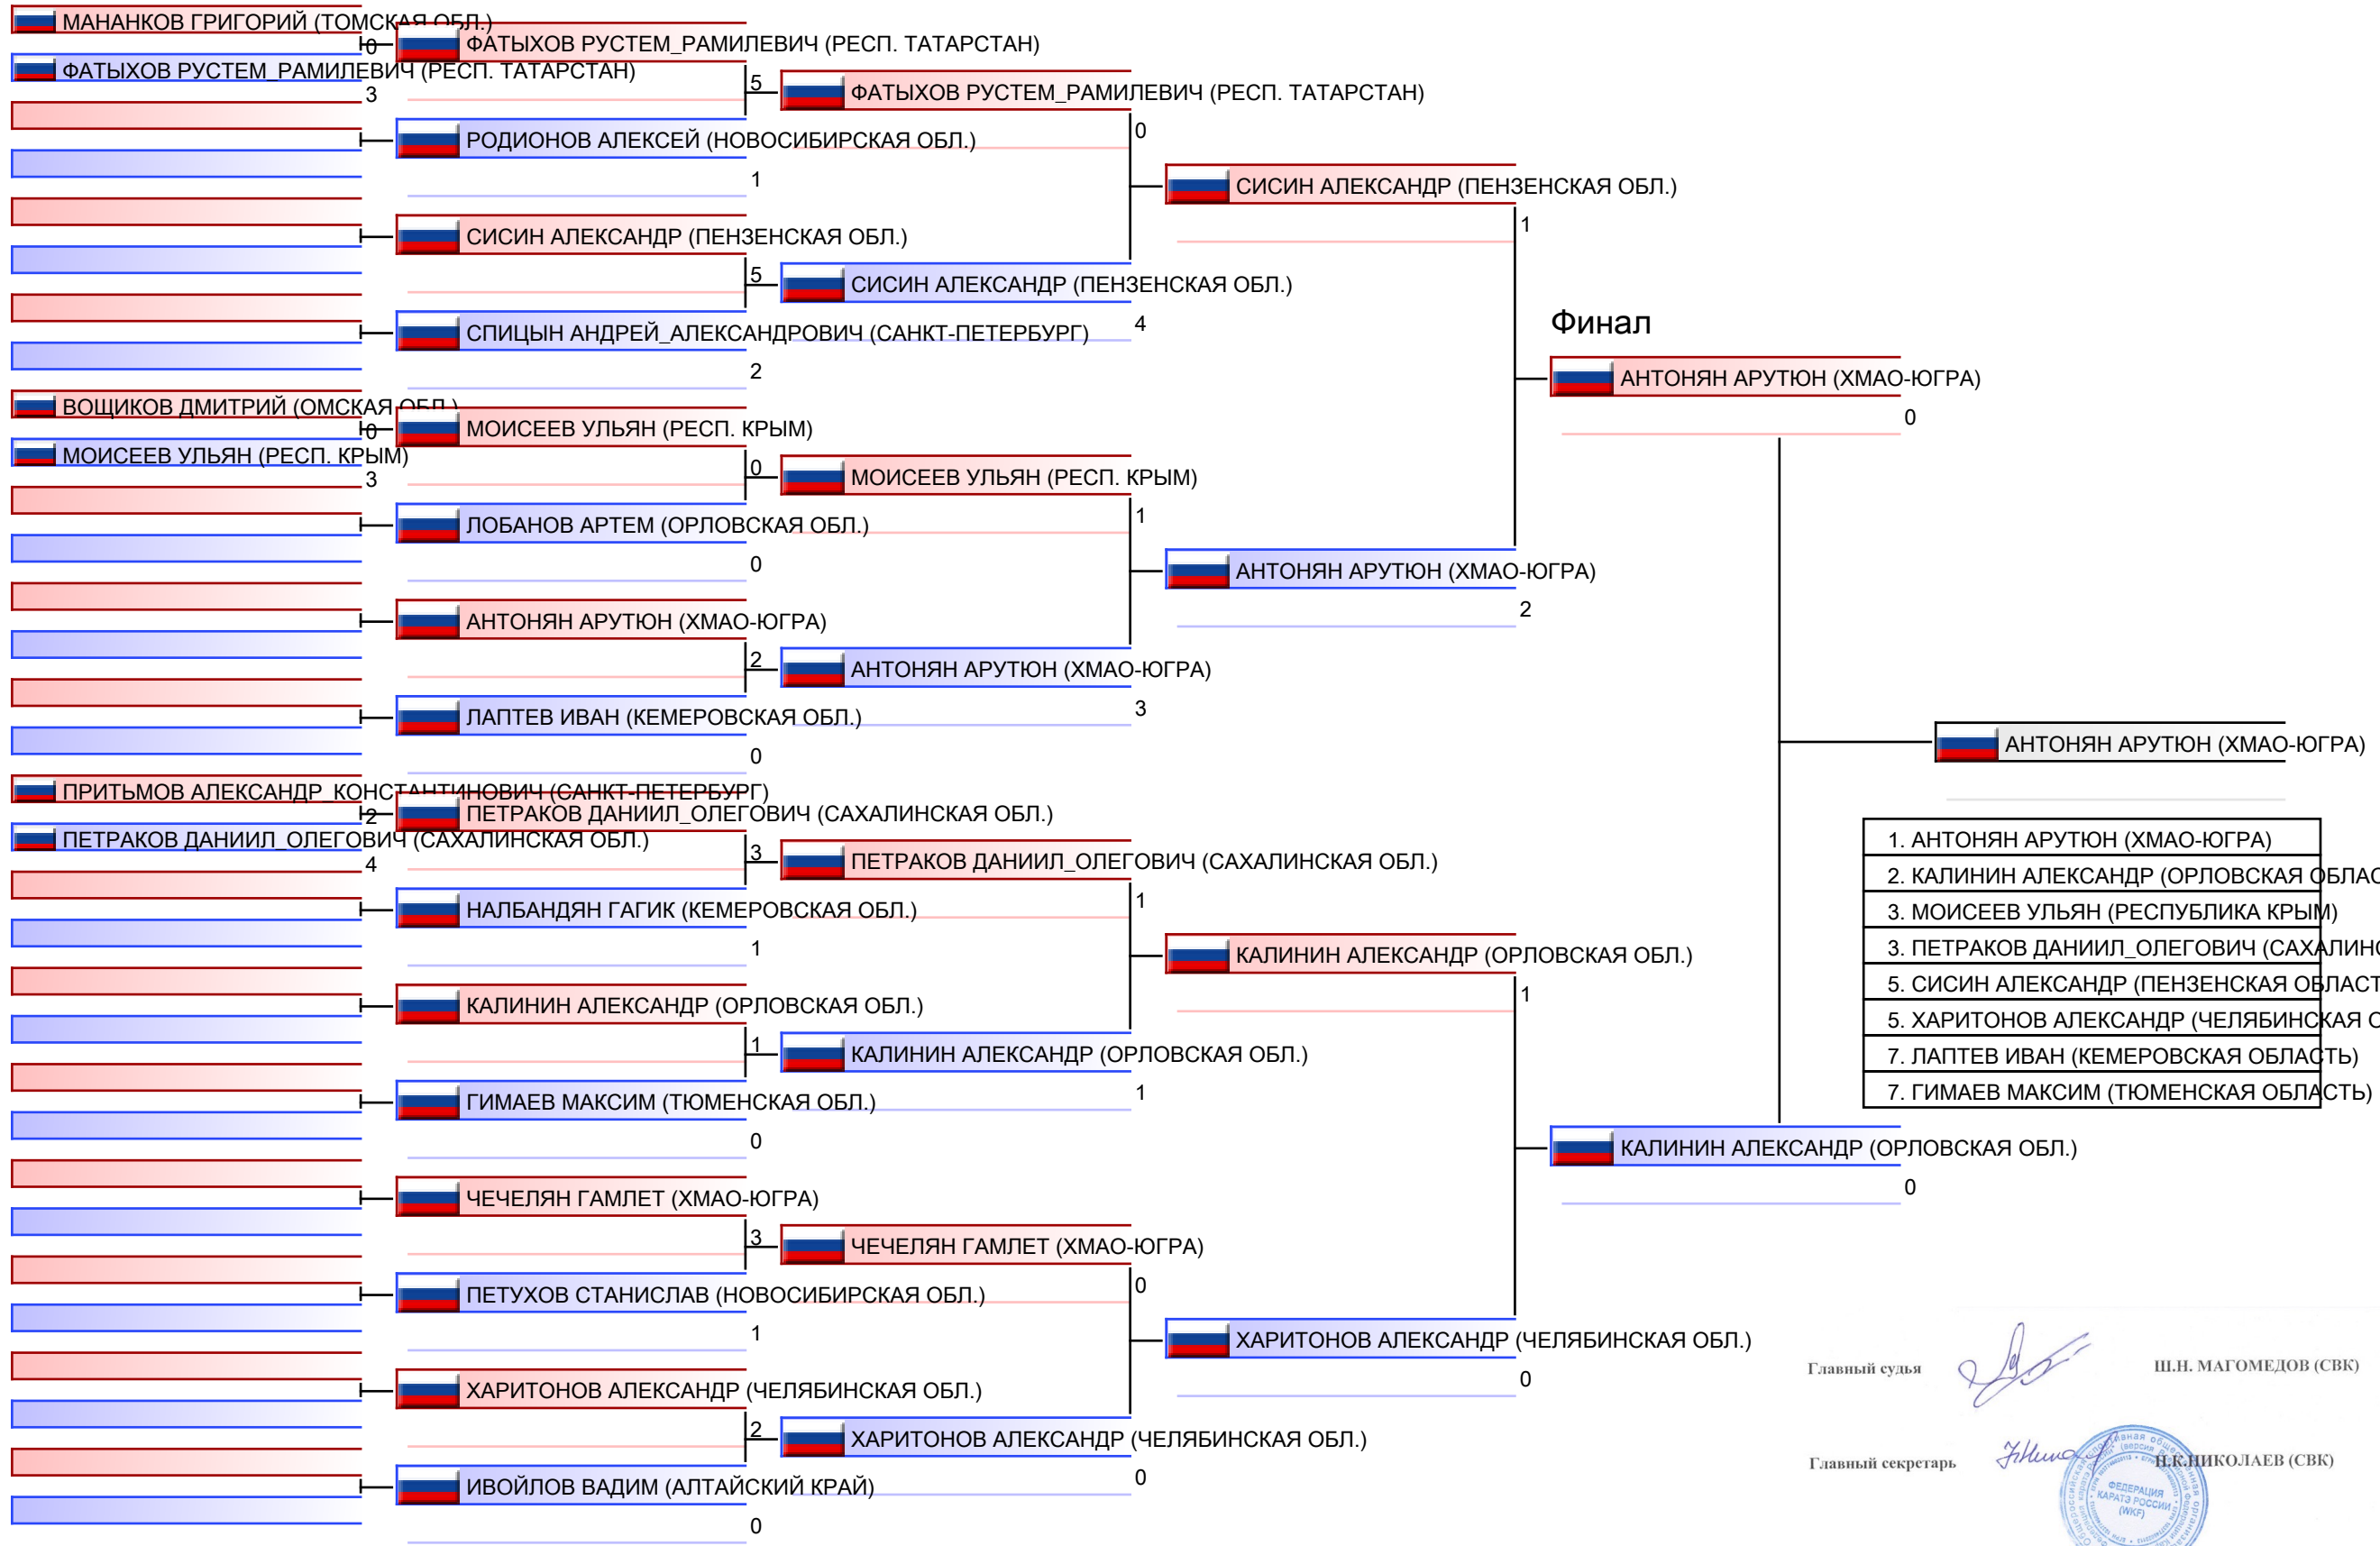 МАНАНКОВ ГРИГОРИЙ (ТОМСКАЯ ОБЛ.)
0
ФАТЫХОВ РУСТЕМ_РАМИЛЕВИЧ (РЕСП. ТАТАРСТАН)
3
ВОЩИКОВ ДМИТРИЙ (ОМСКАЯ ОБЛ.)
0
МОИСЕЕВ УЛЬЯН (РЕСП. КРЫМ)
3
ПРИТЬМОВ АЛЕКСАНДР_КОНСТАНТИНОВИЧ (САНКТ-ПЕТЕРБУРГ)
2
ПЕТРАКОВ ДАНИИЛ_ОЛЕГОВИЧ (САХАЛИНСКАЯ ОБЛ.)
4
ФАТЫХОВ РУСТЕМ_РАМИЛЕВИЧ (РЕСП. ТАТАРСТАН)
5
РОДИОНОВ АЛЕКСЕЙ (НОВОСИБИРСКАЯ ОБЛ.)
1
СИСИН АЛЕКСАНДР (ПЕНЗЕНСКАЯ ОБЛ.)
5
СПИЦЫН АНДРЕЙ_АЛЕКСАНДРОВИЧ (САНКТ-ПЕТЕРБУРГ)
2
МОИСЕЕВ УЛЬЯН (РЕСП. КРЫМ)
0
ЛОБАНОВ АРТЕМ (ОРЛОВСКАЯ ОБЛ.)
0
АНТОНЯН АРУТЮН (ХМАО-ЮГРА)
2
ЛАПТЕВ ИВАН (КЕМЕРОВСКАЯ ОБЛ.)
0
ПЕТРАКОВ ДАНИИЛ_ОЛЕГОВИЧ (САХАЛИНСКАЯ ОБЛ.)
3
НАЛБАНДЯН ГАГИК (КЕМЕРОВСКАЯ ОБЛ.)
1
КАЛИНИН АЛЕКСАНДР (ОРЛОВСКАЯ ОБЛ.)
1
ГИМАЕВ МАКСИМ (ТЮМЕНСКАЯ ОБЛ.)
0
ЧЕЧЕЛЯН ГАМЛЕТ (ХМАО-ЮГРА)
3
ПЕТУХОВ СТАНИСЛАВ (НОВОСИБИРСКАЯ ОБЛ.)
1
ХАРИТОНОВ АЛЕКСАНДР (ЧЕЛЯБИНСКАЯ ОБЛ.)
2
ИВОЙЛОВ ВАДИМ (АЛТАЙСКИЙ КРАЙ)
0
ФАТЫХОВ РУСТЕМ_РАМИЛЕВИЧ (РЕСП. ТАТАРСТАН)
0
СИСИН АЛЕКСАНДР (ПЕНЗЕНСКАЯ ОБЛ.)
4
МОИСЕЕВ УЛЬЯН (РЕСП. КРЫМ)
1
АНТОНЯН АРУТЮН (ХМАО-ЮГРА)
3
ПЕТРАКОВ ДАНИИЛ_ОЛЕГОВИЧ (САХАЛИНСКАЯ ОБЛ.)
1
КАЛИНИН АЛЕКСАНДР (ОРЛОВСКАЯ ОБЛ.)
1
ЧЕЧЕЛЯН ГАМЛЕТ (ХМАО-ЮГРА)
0
ХАРИТОНОВ АЛЕКСАНДР (ЧЕЛЯБИНСКАЯ ОБЛ.)
0
СИСИН АЛЕКСАНДР (ПЕНЗЕНСКАЯ ОБЛ.)
1
АНТОНЯН АРУТЮН (ХМАО-ЮГРА)
2
КАЛИНИН АЛЕКСАНДР (ОРЛОВСКАЯ ОБЛ.)
1
ХАРИТОНОВ АЛЕКСАНДР (ЧЕЛЯБИНСКАЯ ОБЛ.)
0
Финал
АНТОНЯН АРУТЮН (ХМАО-ЮГРА)
0
КАЛИНИН АЛЕКСАНДР (ОРЛОВСКАЯ ОБЛ.)
0
АНТОНЯН АРУТЮН (ХМАО-ЮГРА)
1. АНТОНЯН АРУТЮН (ХМАО-ЮГРА)
2. КАЛИНИН АЛЕКСАНДР (ОРЛОВСКАЯ ОБЛАС
3. МОИСЕЕВ УЛЬЯН (РЕСПУБЛИКА КРЫМ)
3. ПЕТРАКОВ ДАНИИЛ_ОЛЕГОВИЧ (САХАЛИНС
5. СИСИН АЛЕКСАНДР (ПЕНЗЕНСКАЯ ОБЛАСТ
5. ХАРИТОНОВ АЛЕКСАНДР (ЧЕЛЯБИНСКАЯ О
7. ЛАПТЕВ ИВАН (КЕМЕРОВСКАЯ ОБЛАСТЬ)
7. ГИМАЕВ МАКСИМ (ТЮМЕНСКАЯ ОБЛАСТЬ)
Главный судья Ш.Н. МАГОМЕДОВ (СВК)
Главный секретарь Н.К.НИКОЛАЕВ (СВК)
ФЕДЕРАЦИЯ
КАРАТЭ РОССИИ
(WKF)